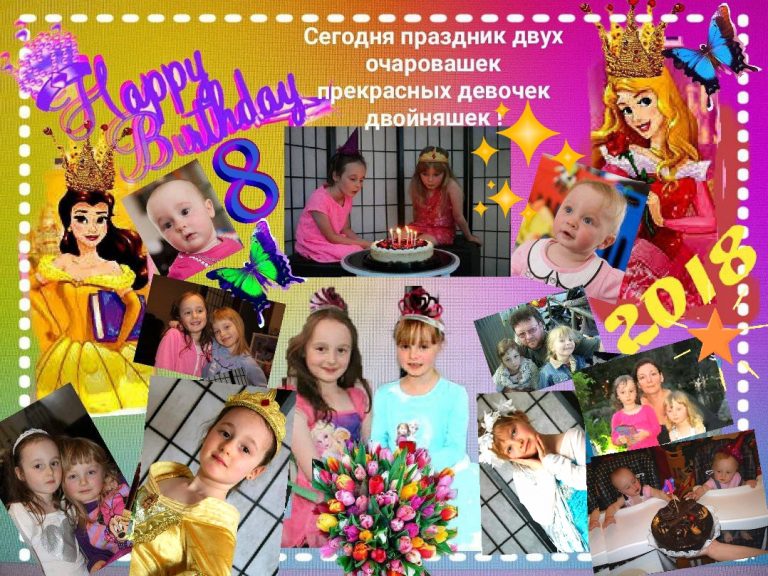 Сегодня праздник двух
очаровашек
прекрасных девочек
двойняшек !
Happy
Birthday
8
2018